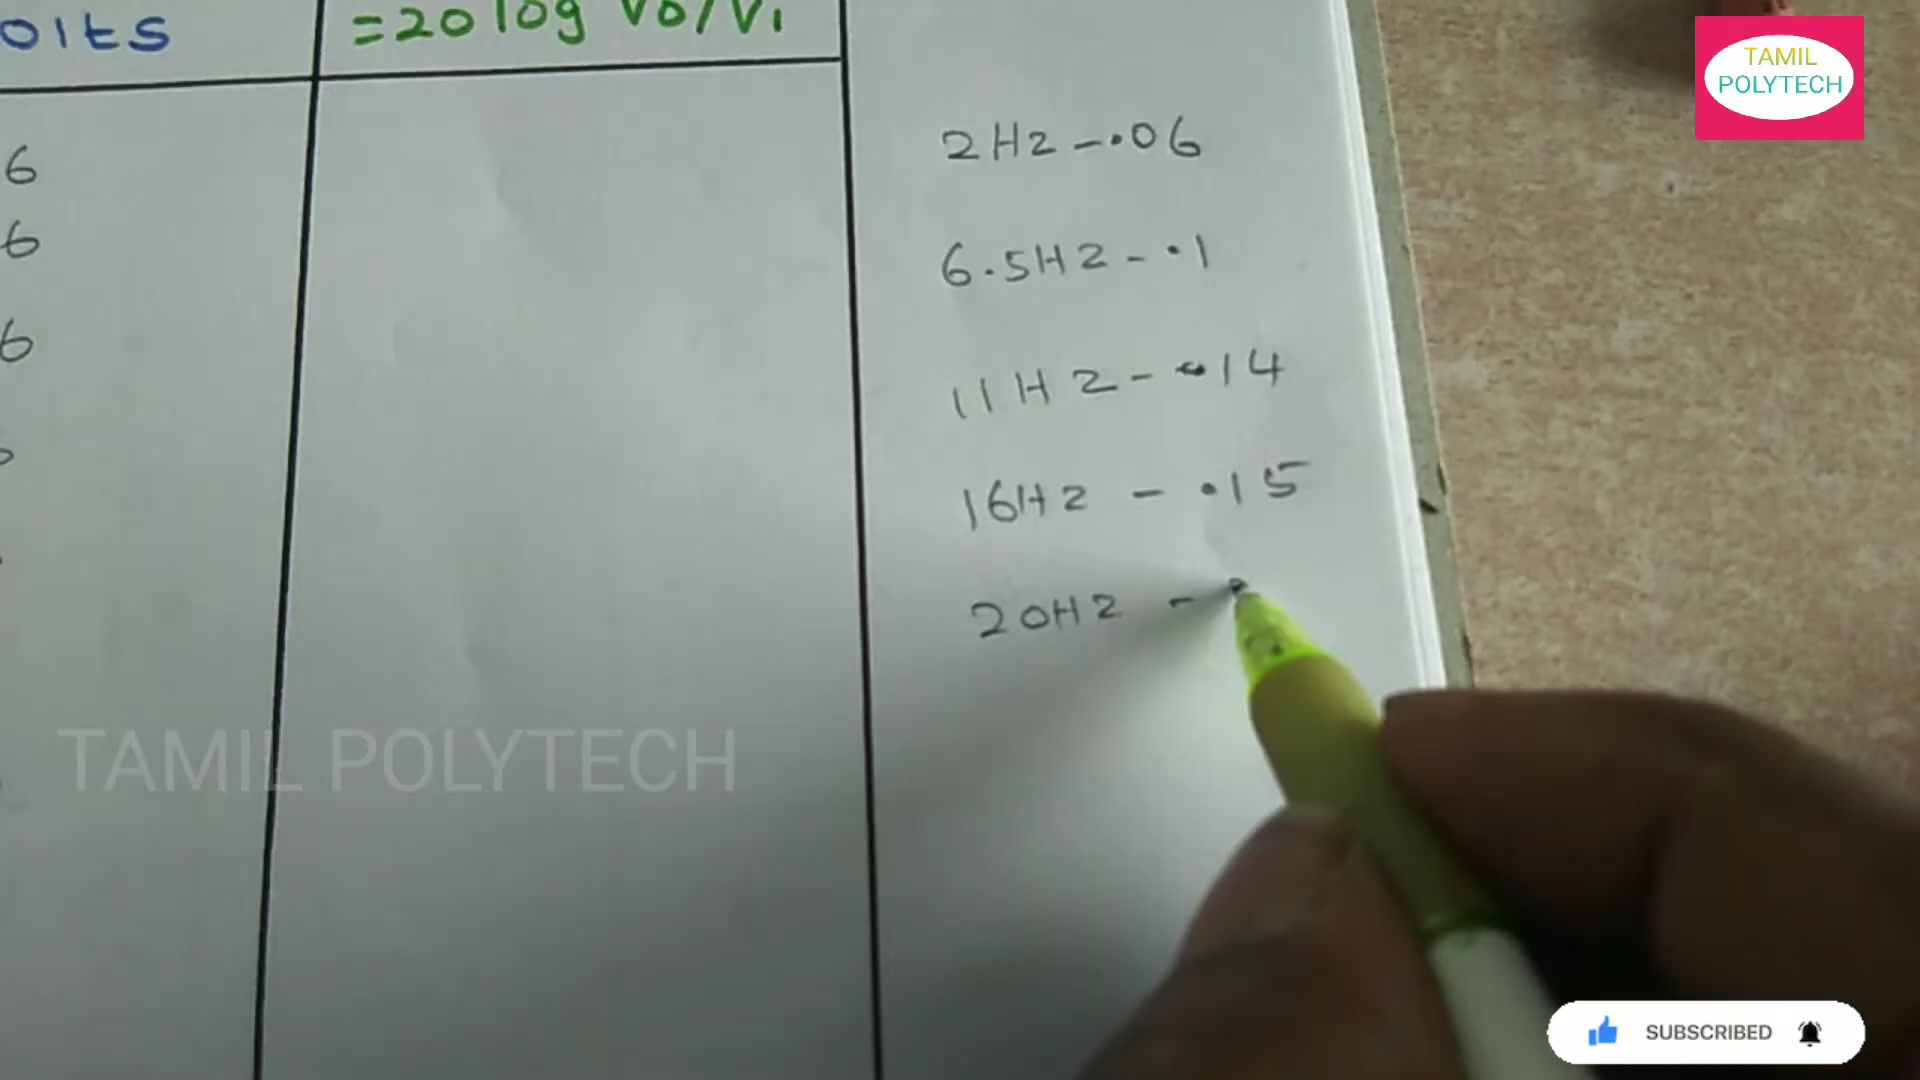 olts
=20 log Vo/Vi
TAMIL
POLYTECH
2Hz - .06
6
6
6.5Hz - .1
6
11Hz - .14
16Hz - .15
20Hz - .
TAMIL POLYTECH
SUBSCRIBED